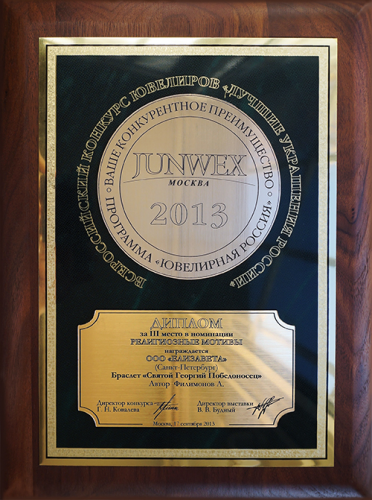 ВСЕРОССИЙСКИЙ КОНКУРС ЮВЕЛИРОВ «ЛУЧШИЕ УКРАШЕНИЯ РОССИИ»
ВАШЕ КОНКУРЕНТНОЕ ПРЕИМУЩЕСТВО
ПРОГРАММА «ЮВЕЛИРНАЯ РОССИЯ»
JUNWEX
МОСКВА
2013
ДИПЛОМ
за III место в номинации
РЕЛИГИОЗНЫЕ МОТИВЫ
награждается
ООО «ЕЛИЗАВЕТА»
(Санкт-Петербург)
Браслет «Святой Георгий Победоносец»
Автор Филимонов А.
Директор конкурса
Г. Н. Ковалева
Директор выставки
В. В. Будный
Москва, сентября 2013